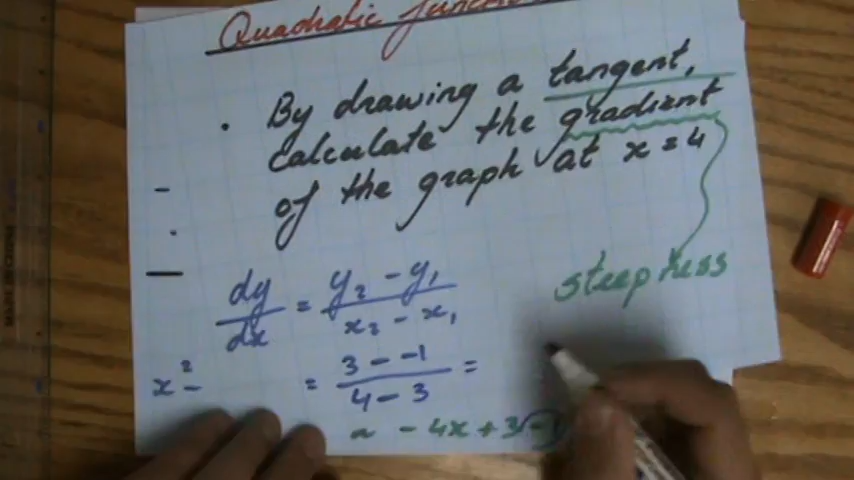 Quadratic
. By drawing a tangent,
calculate the gradient
of the graph at x = 4
steepness
dy/dx = y₂ - y₁ / x₂ - x₁
x² -
= 3 - -1 / 4 - 3 =
- 4x + 3